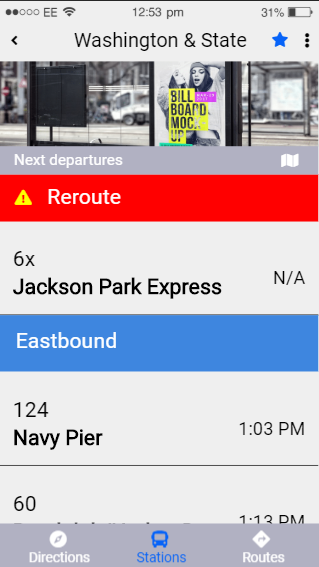 EE 12:53 pm 31%
Washington & State
BILL
BOARD
MOCK-
UP
Next departures
Reroute
6x
Jackson Park Express N/A
Eastbound
124
Navy Pier 1:03 PM
60
1:13 PM
Directions Stations Routes